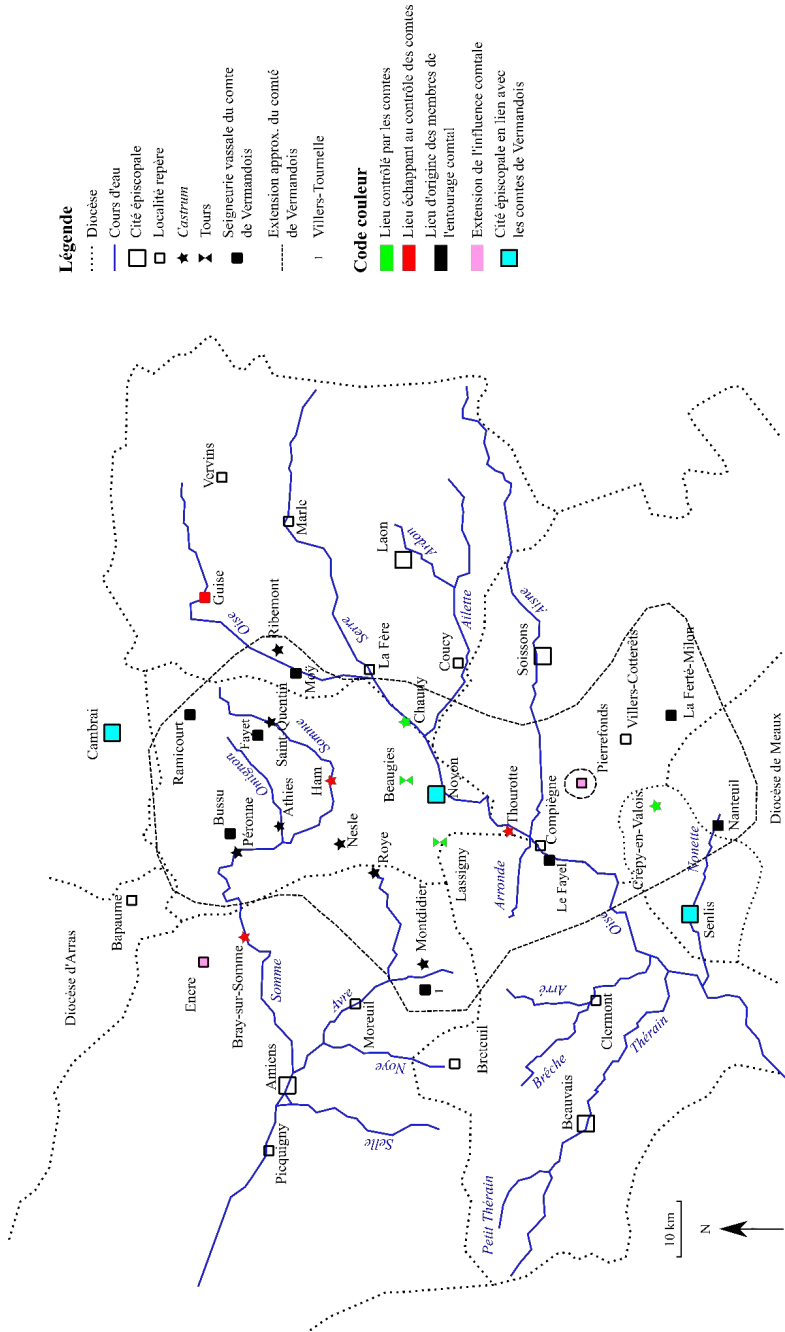 Légende
Diocèse
Cours d'eau
Cité épiscopale
Localité repère
Castrum
Tours
Seigneurie vassale du comte
de Vermandois
Extension approx. du comté
de Vermandois
1 Villers-Tournelle
Code couleur
Lieu contrôlé par les comtes
Lieu échappant au contrôle des comtes
Lieu d'origine des membres de
l'entourage comtal
Extension de l'influence comtale
Cité épiscopale en lien avec
les comtes de Vermandois
Diocèse d'Arras
Bapaume
Cambrai
Encre
Bray-sur-Somme
Somme
Péronne
Bussu
Ramicourt
Omignon
Athies
Fayet
Saint-Quentin
Somme
Ham
Guise
Vervins
Oise
Ribemont
Moÿ
Marle
Serre
La Fère
Picquigny
Amiens
Selle
Noye
Avre
Moreuil
Breteuil
1
Montdidier
Roye
Nesle
Lassigny
Beaugies
Noyon
Chauny
Coucy
Ailette
Laon
Ardon
Thourotte
Arronde
Compiègne
Le Fayel
Aisne
Soissons
Pierrefonds
Villers-Cotterêts
La Ferté-Milon
Crépy-en-Valois
Nanteuil
Nonette
Senlis
Oise
Arré
Brêche
Clermont
Thérain
Beauvais
Petit Thérain
Diocèse de Meaux
10 km
N